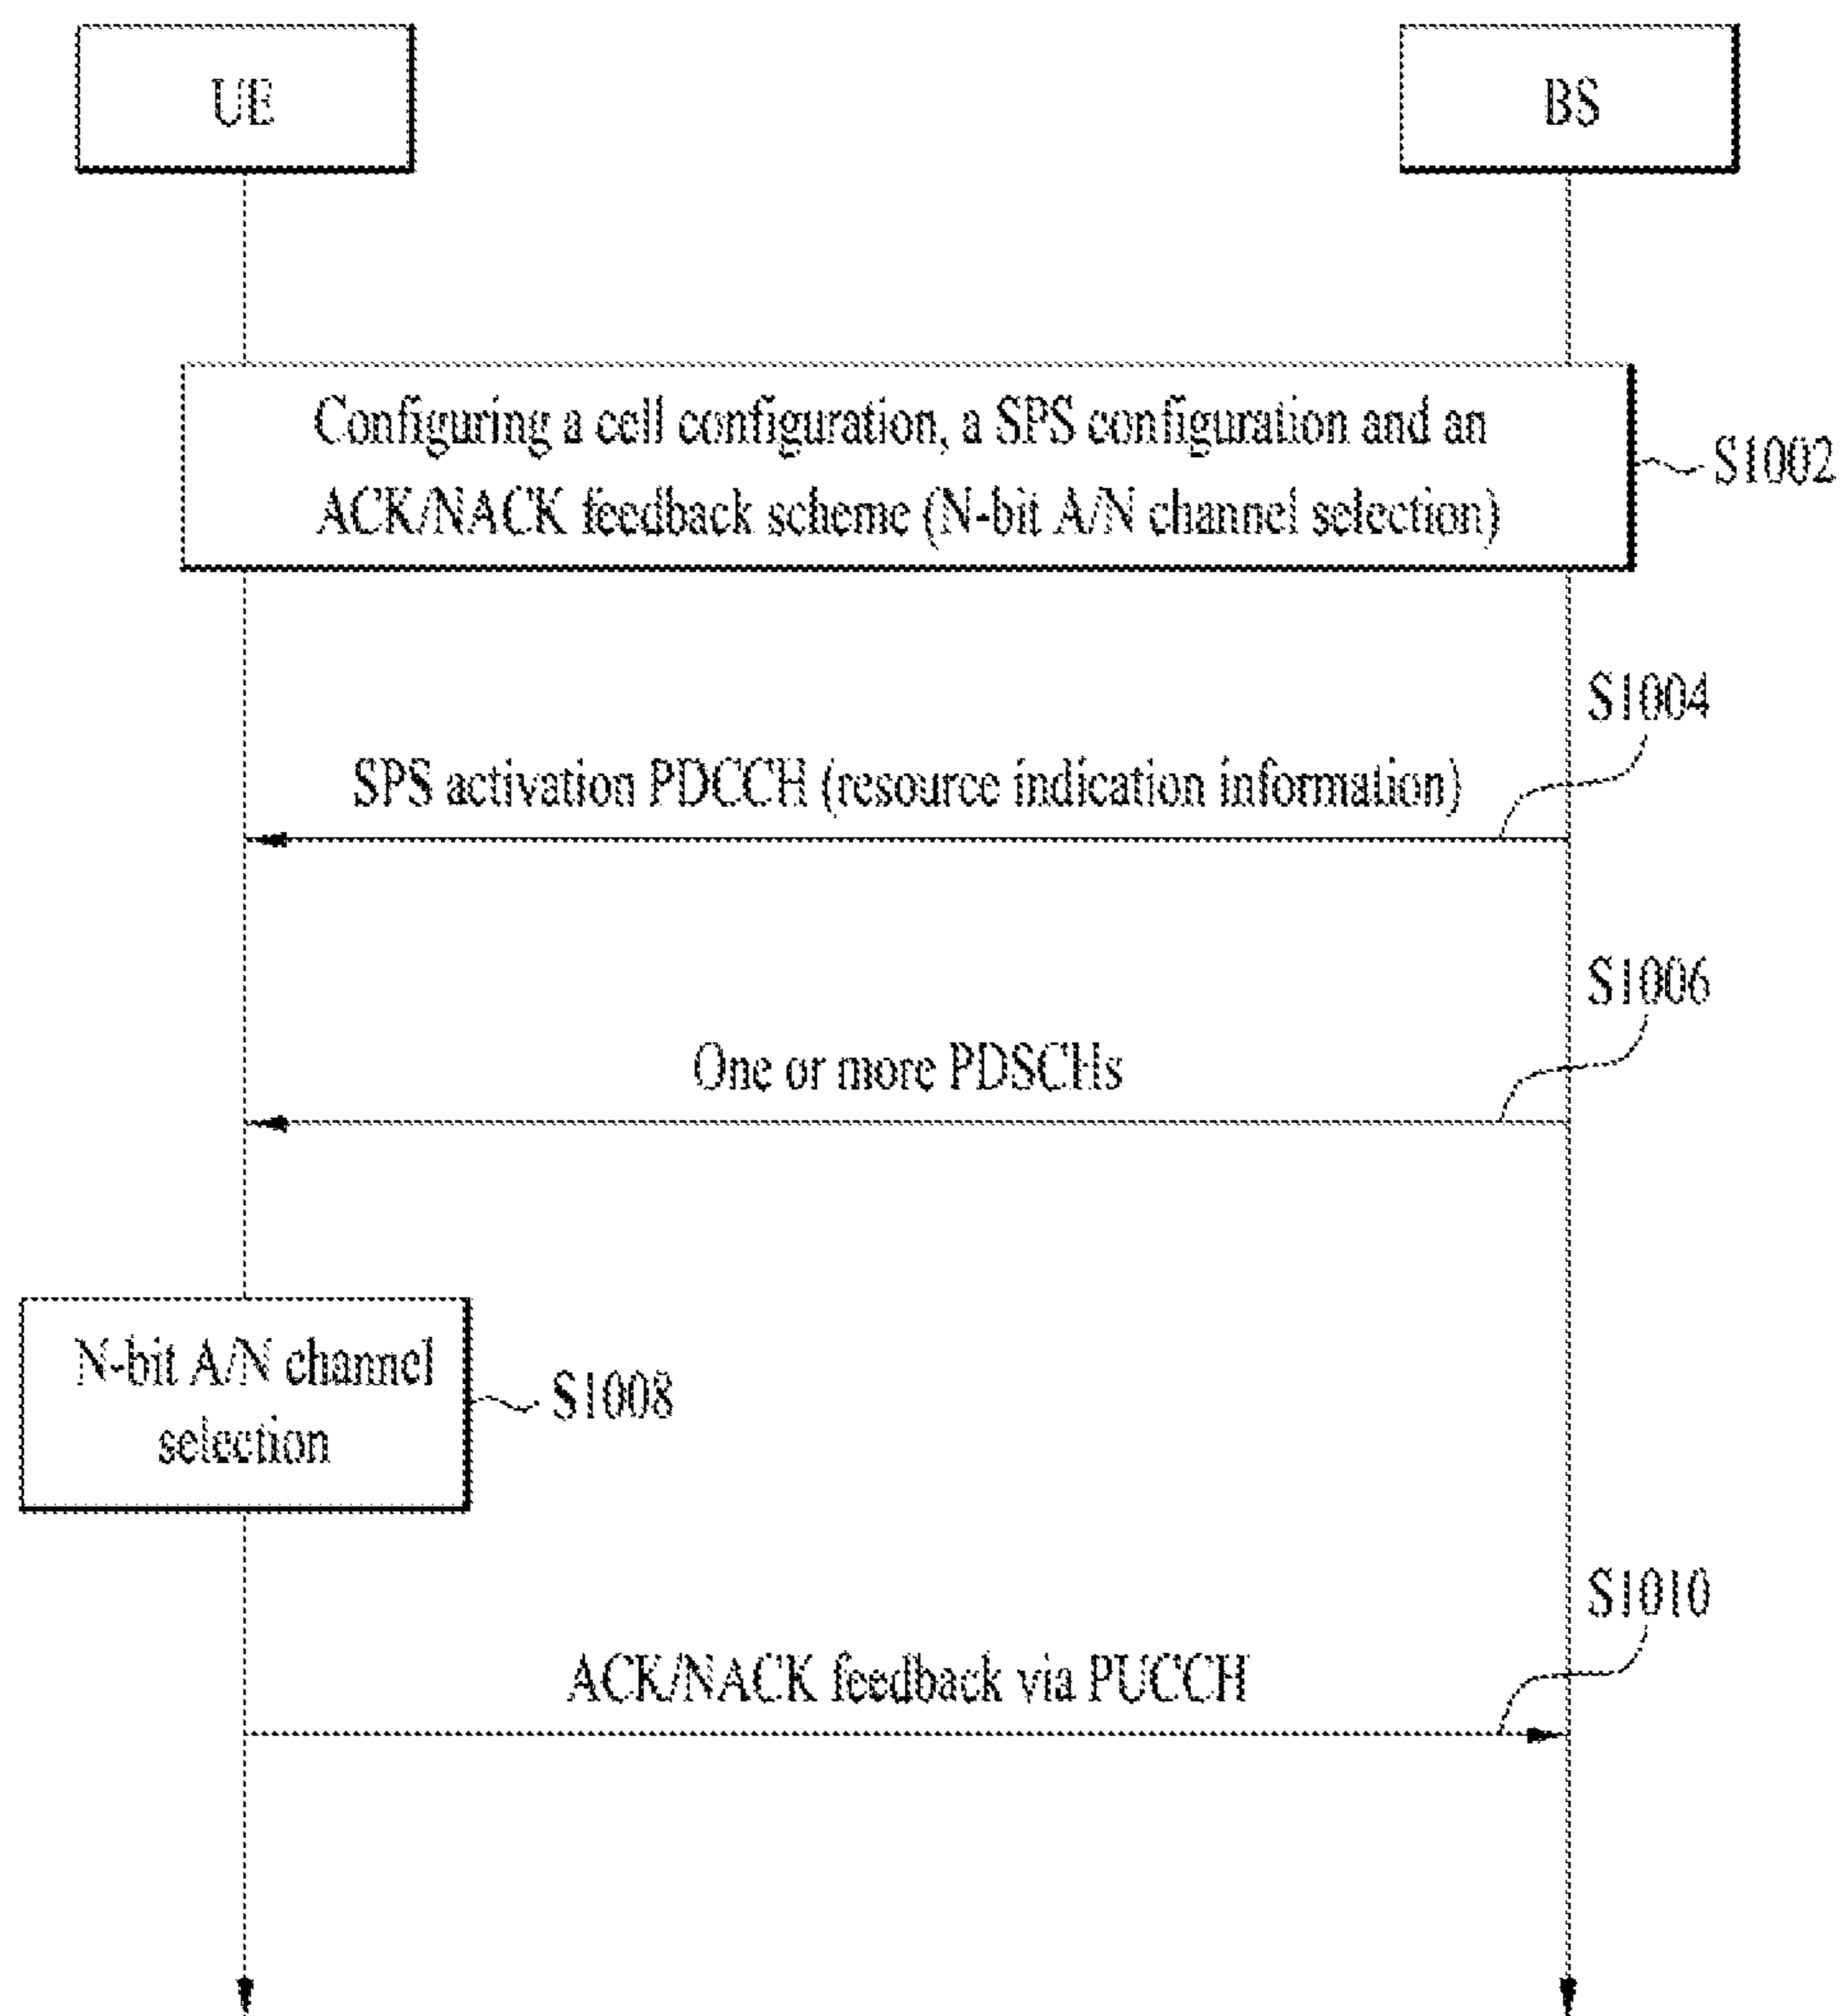 UE
BS
Configuring a cell configuration, a SPS configuration and an
ACK/NACK feedback scheme (N-bit A/N channel selection)
S1002
S1004
SPS activation PDCCH (resource indication information)
S1006
One or more PDSCHs
N-bit A/N channel
selection
S1008
S1010
ACK/NACK feedback via PUCCH